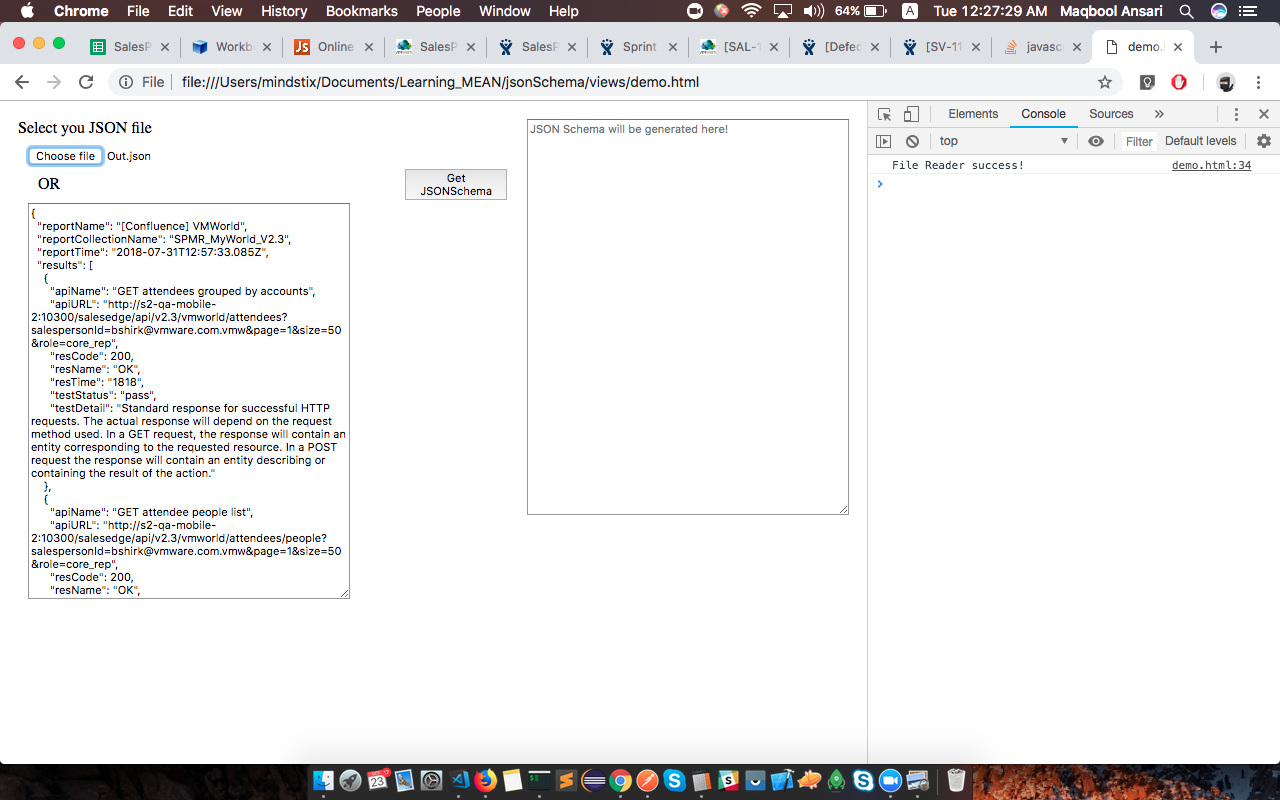 Chrome File Edit View History Bookmarks People Window Help 64% A Tue 12:27:29 AM Maqbool Ansari
SalesP Workb JS Online SalesP SalesP Sprint [SAL-1 [Defec [SV-11 javasc demo.
File file:///Users/mindstix/Documents/Learning_MEAN/jsonSchema/views/demo.html
Select you JSON file
Choose file Out.json
OR
{
"reportName": "[Confluence] VMWorld",
"reportCollectionName": "SPMR_MyWorld_V2.3",
"reportTime": "2018-07-31T12:57:33.085Z",
"results": [
{
"apiName": "GET attendees grouped by accounts",
"apiURL": "http://s2-qa-mobile-
2:10300/salesedge/api/v2.3/vmworld/attendees?
salespersonId=bshirk@vmware.com.vmw&page=1&size=50
&role=core_rep",
"resCode": 200,
"resName": "OK",
"resTime": "1818",
"testStatus": "pass",
"testDetail": "Standard response for successful HTTP
requests. The actual response will depend on the request
method used. In a GET request, the response will contain an
entity corresponding to the requested resource. In a POST
request the response will contain an entity describing or
containing the result of the action."
},
{
"apiName": "GET attendee people list",
"apiURL": "http://s2-qa-mobile-
2:10300/salesedge/api/v2.3/vmworld/attendees/people?
salespersonId=bshirk@vmware.com.vmw&page=1&size=50
&role=core_rep",
"resCode": 200,
"resName": "OK",
Get
JSONSchema
JSON Schema will be generated here!
Elements Console Sources
top Filter Default levels
File Reader success! demo.html:34
23